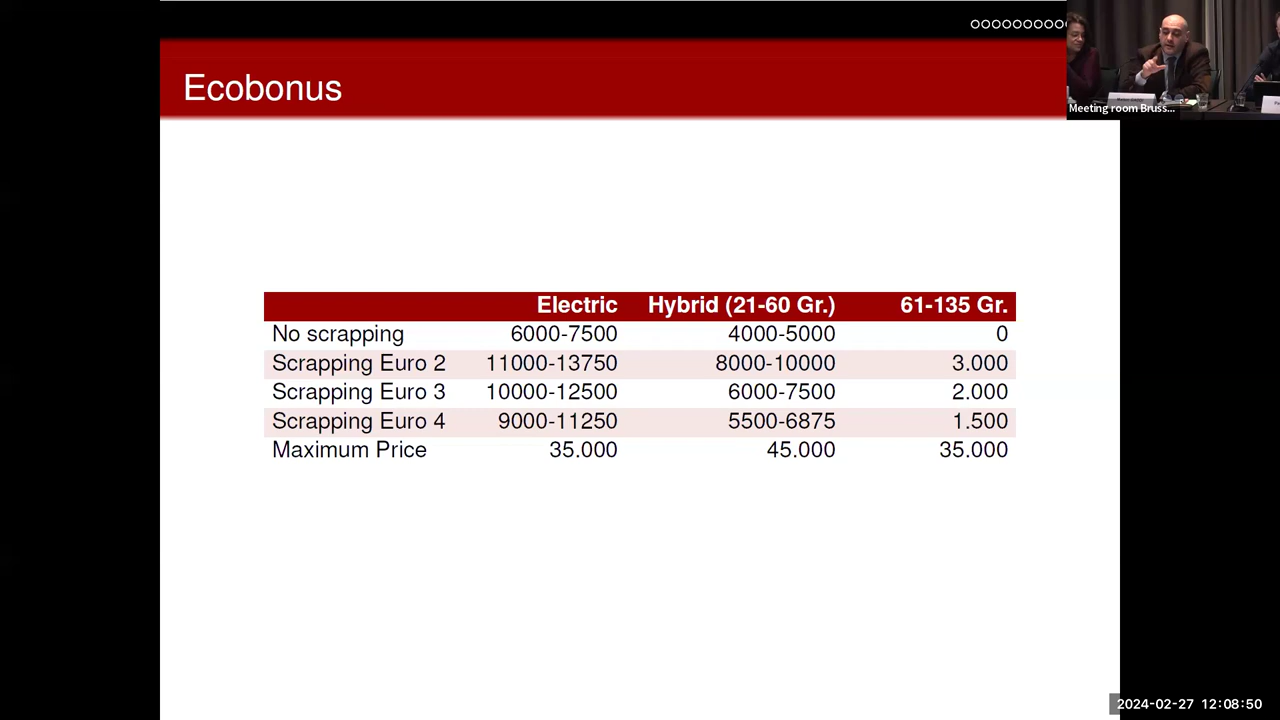 Ecobonus
Meeting room Bruss...
Electric Hybrid (21-60 Gr.) 61-135 Gr.
No scrapping 6000-7500 4000-5000 0
Scrapping Euro 2 11000-13750 8000-10000 3.000
Scrapping Euro 3 10000-12500 6000-7500 2.000
Scrapping Euro 4 9000-11250 5500-6875 1.500
Maximum Price 35.000 45.000 35.000
2024-02-27 12:08:50